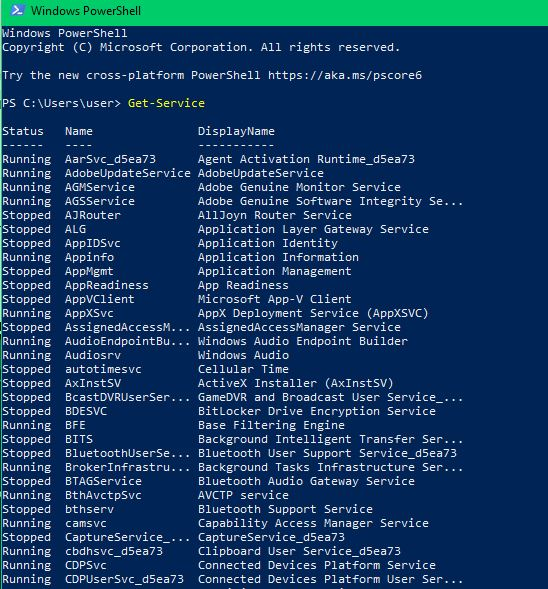 Windows PowerShell
Windows PowerShell
Copyright (C) Microsoft Corporation. All rights reserved.
Try the new cross-platform PowerShell https://aka.ms/pscore6
PS C:\Users\user> Get-Service
Status Name DisplayName
------ ---- -----------
Running AarSvc_d5ea73 Agent Activation Runtime_d5ea73
Running AdobeUpdateService AdobeUpdateService
Running AGMService Adobe Genuine Monitor Service
Running AGSService Adobe Genuine Software Integrity Se...
Stopped AJRouter AllJoyn Router Service
Stopped ALG Application Layer Gateway Service
Stopped AppIDSvc Application Identity
Running Appinfo Application Information
Stopped AppMgmt Application Management
Stopped AppReadiness App Readiness
Stopped AppVClient Microsoft App-V Client
Running AppXSvc AppX Deployment Service (AppXSVC)
Stopped AssignedAccessM... AssignedAccessManager Service
Running AudioEndpointBu... Windows Audio Endpoint Builder
Running Audiosrv Windows Audio
Stopped autotimesvc Cellular Time
Stopped AxInstSV ActiveX Installer (AxInstSV)
Stopped BcastDVRUserSer... GameDVR and Broadcast User Service_...
Stopped BDESVC BitLocker Drive Encryption Service
Running BFE Base Filtering Engine
Stopped BITS Background Intelligent Transfer Ser...
Stopped BluetoothUserSe... Bluetooth User Support Service_d5ea73
Running BrokerInfrastru... Background Tasks Infrastructure Ser...
Stopped BTAGService Bluetooth Audio Gateway Service
Running BthAvctpSvc AVCTP service
Stopped bthserv Bluetooth Support Service
Running camsvc Capability Access Manager Service
Stopped CaptureService_... CaptureService_d5ea73
Running cbdhsvc_d5ea73 Clipboard User Service_d5ea73
Running CDPSvc Connected Devices Platform Service
Running CDPUserSvc_d5ea73 Connected Devices Platform User Ser...